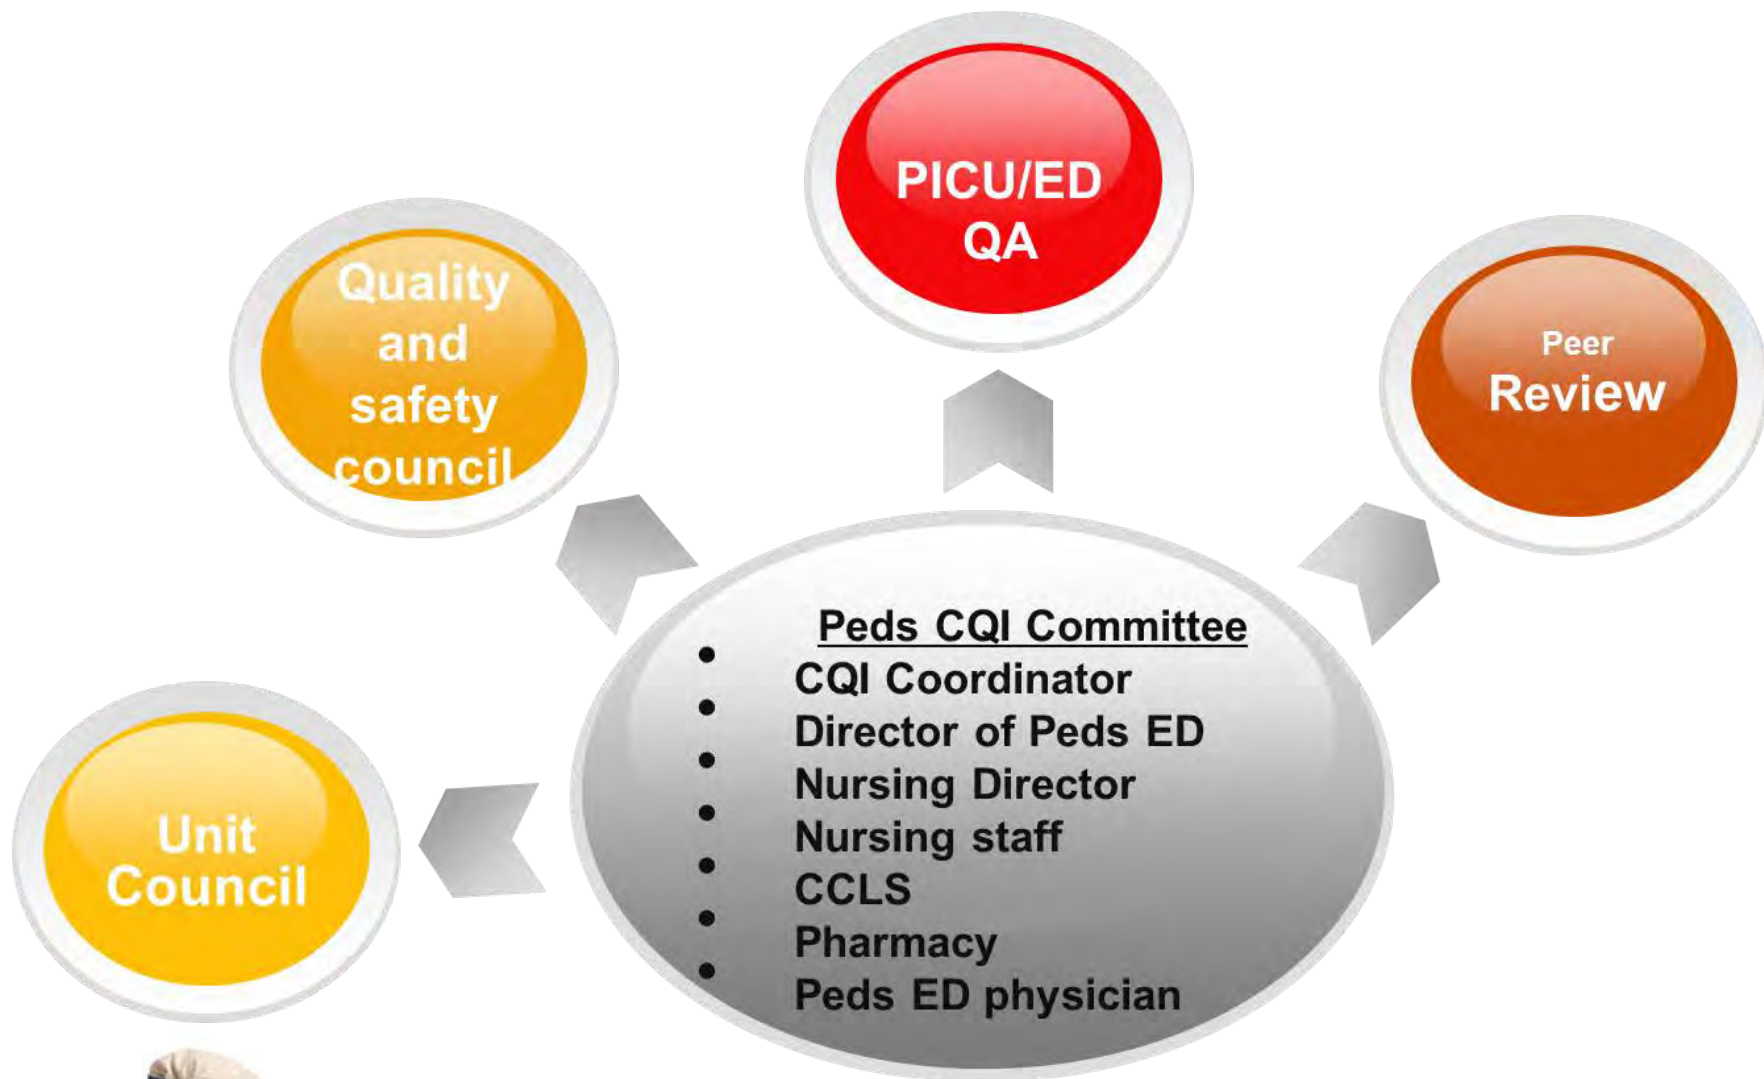 PICU/ED
QA
Quality
and
safety
council
Peer
Review
Peds CQI Committee
• CQI Coordinator
• Director of Peds ED
• Nursing Director
• Nursing staff
• CCLS
• Pharmacy
• Peds ED physician
Unit
Council